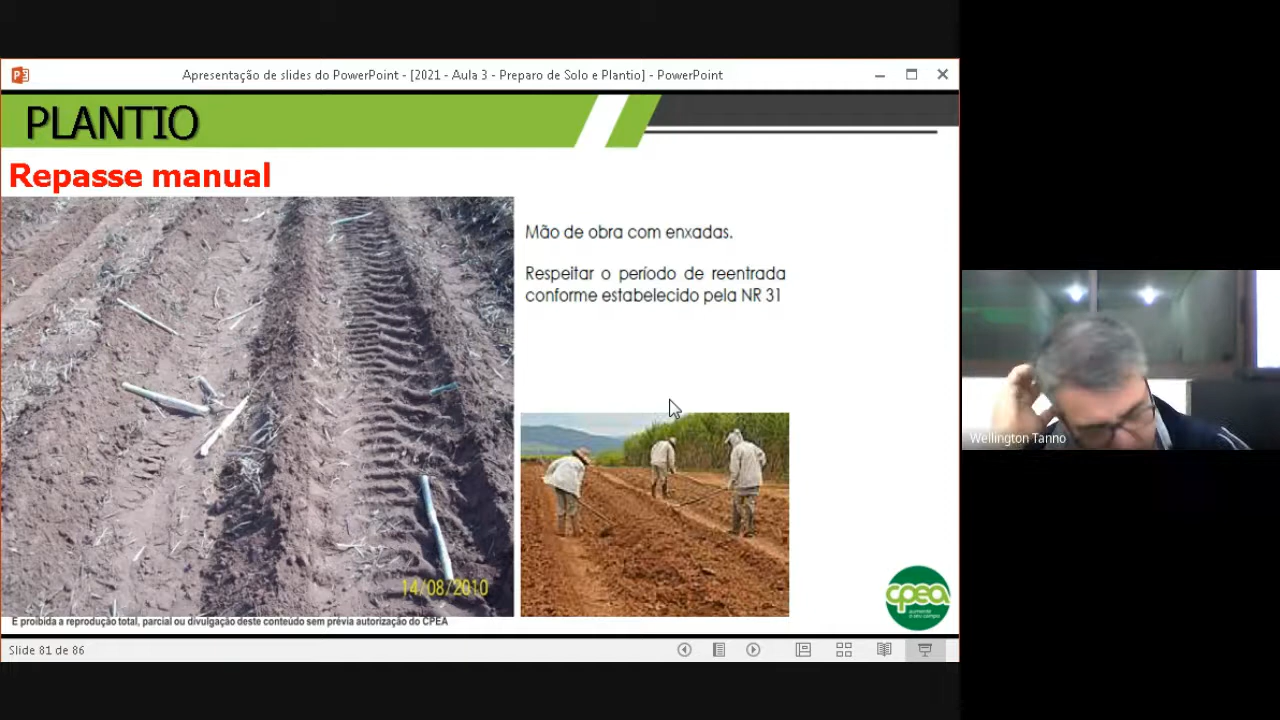 Apresentação de slides do PowerPoint - [2021 - Aula 3 - Preparo de Solo e Plantio] - PowerPoint
PLANTIO
Repasse manual
Mão de obra com enxadas.
Respeitar o período de reentrada
conforme estabelecido pela NR 31
Wellington Tanno
14/08/2010
cpea
É proibida a reprodução total, parcial ou divulgação deste conteúdo sem prévia autorização do CPEA
Slide 81 de 86